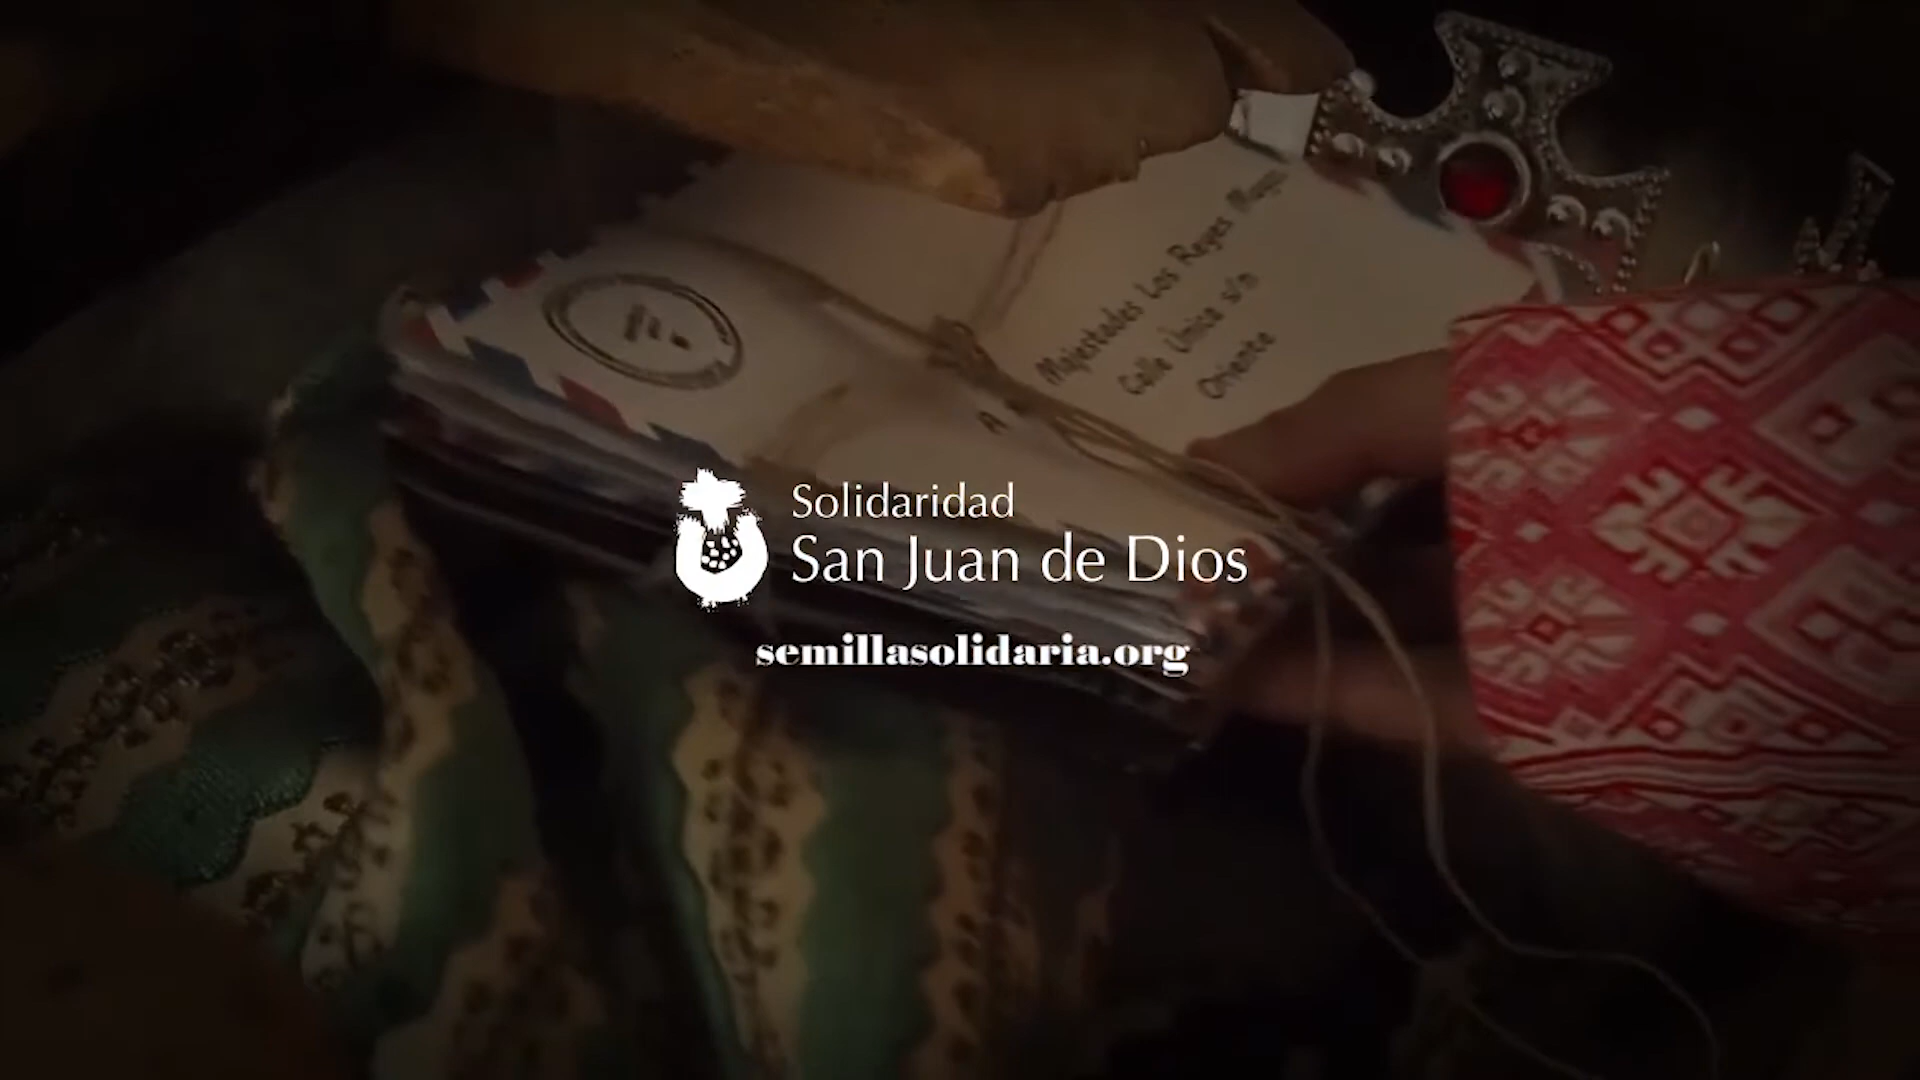 Majestades Los Reyes Magos
Calle Única s/n
Oriente
A
Solidaridad
San Juan de Dios
semillasolidaria.org